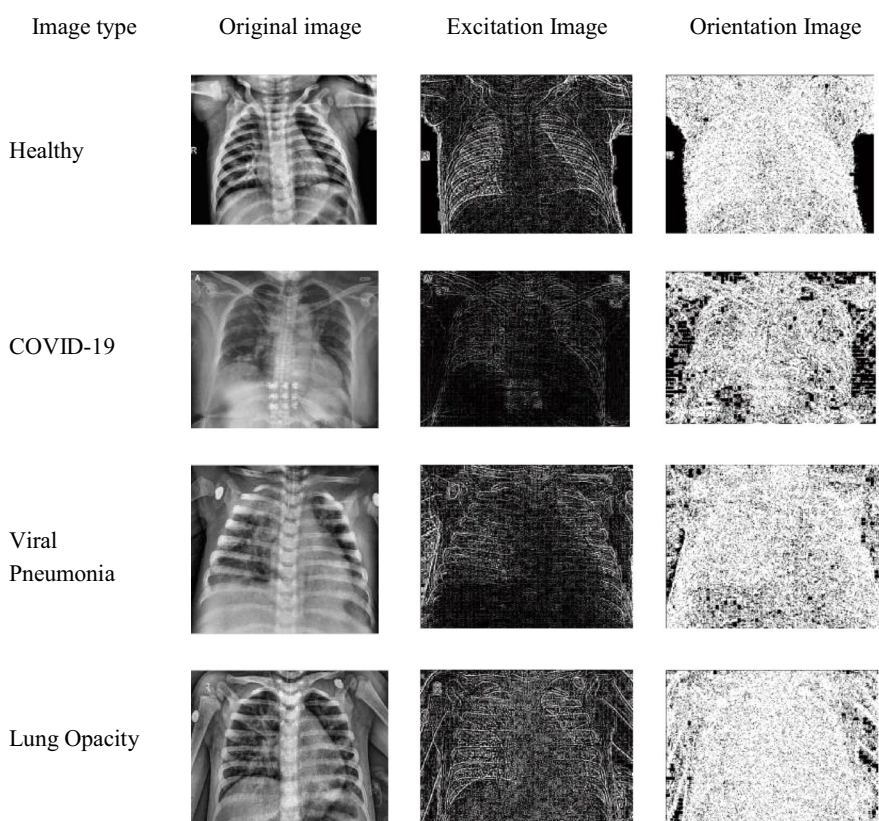 Image type Original image Excitation Image Orientation Image
Healthy
R
COVID-19
A
Viral
Pneumonia
Lung Opacity